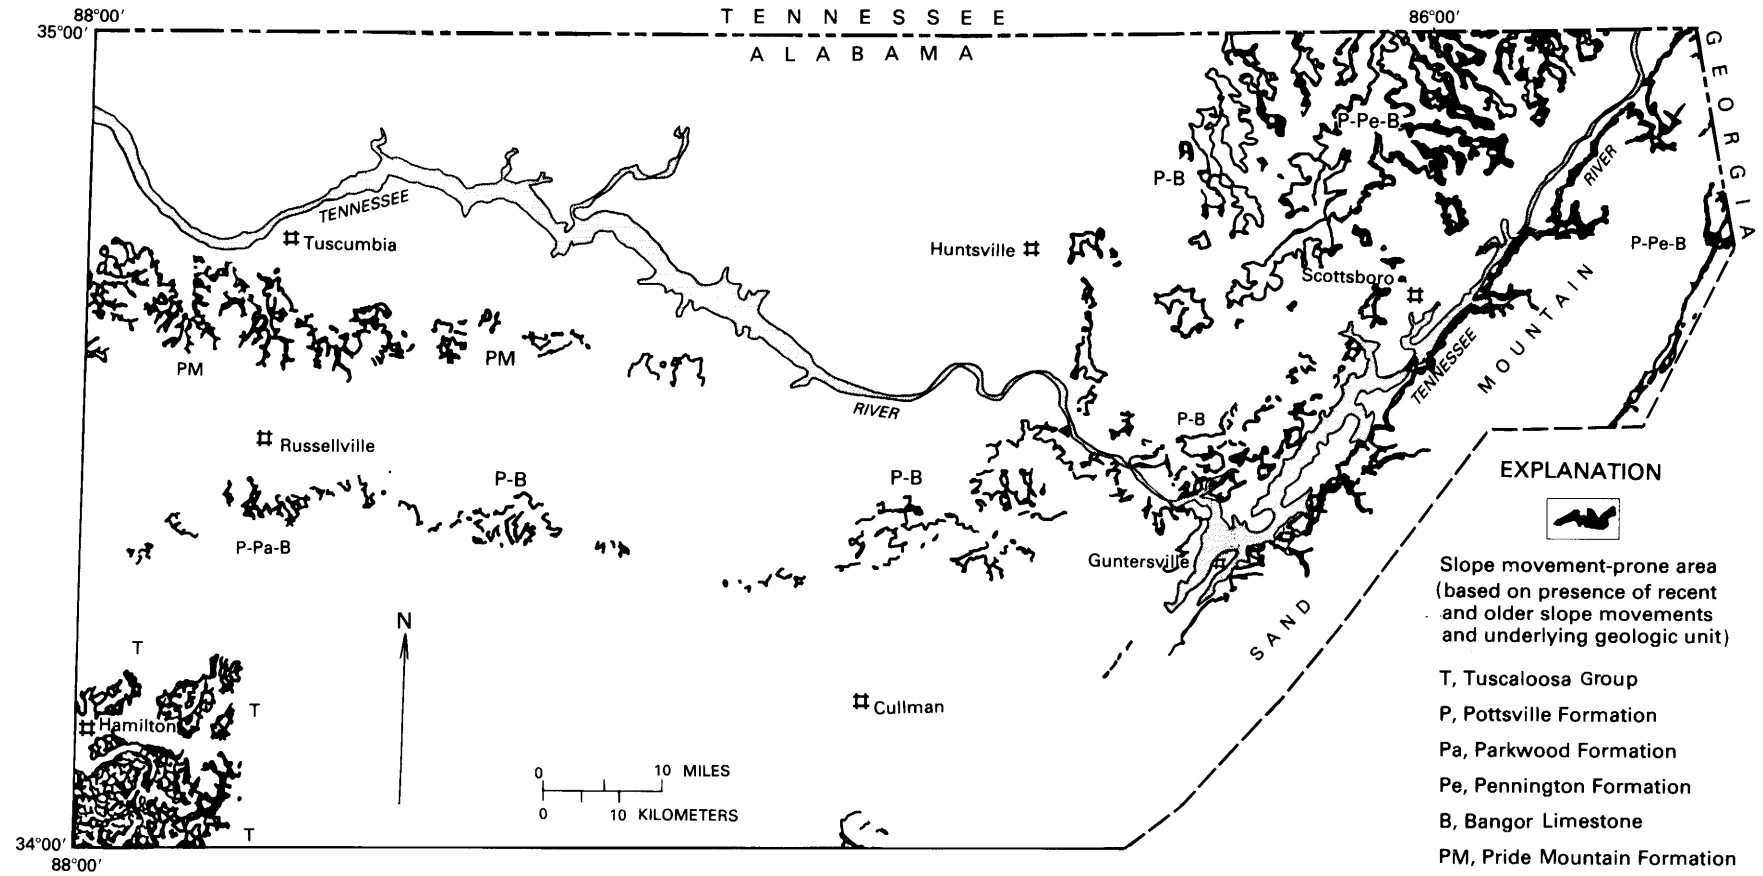 88°00′
T E N N E S S E E
86°00′
35°00′
A L A B A M A
G E O R G I A
P-Pe-B
RIVER
P-B
TENNESSEE
Tuscumbia
Huntsville
P-Pe-B
Scottsboro
PM
PM
TENNESSEE
MOUNTAIN
RIVER
P-B
Russellville
EXPLANATION
P-B
P-B
P-Pa-B
Guntersville
Slope movement-prone area
(based on presence of recent
and older slope movements
and underlying geologic unit)
N
SAND
T
T, Tuscaloosa Group
T
Cullman
P, Pottsville Formation
Hamilton
Pa, Parkwood Formation
0 10 MILES
Pe, Pennington Formation
0 10 KILOMETERS
B, Bangor Limestone
T
34°00′
PM, Pride Mountain Formation
88°00′